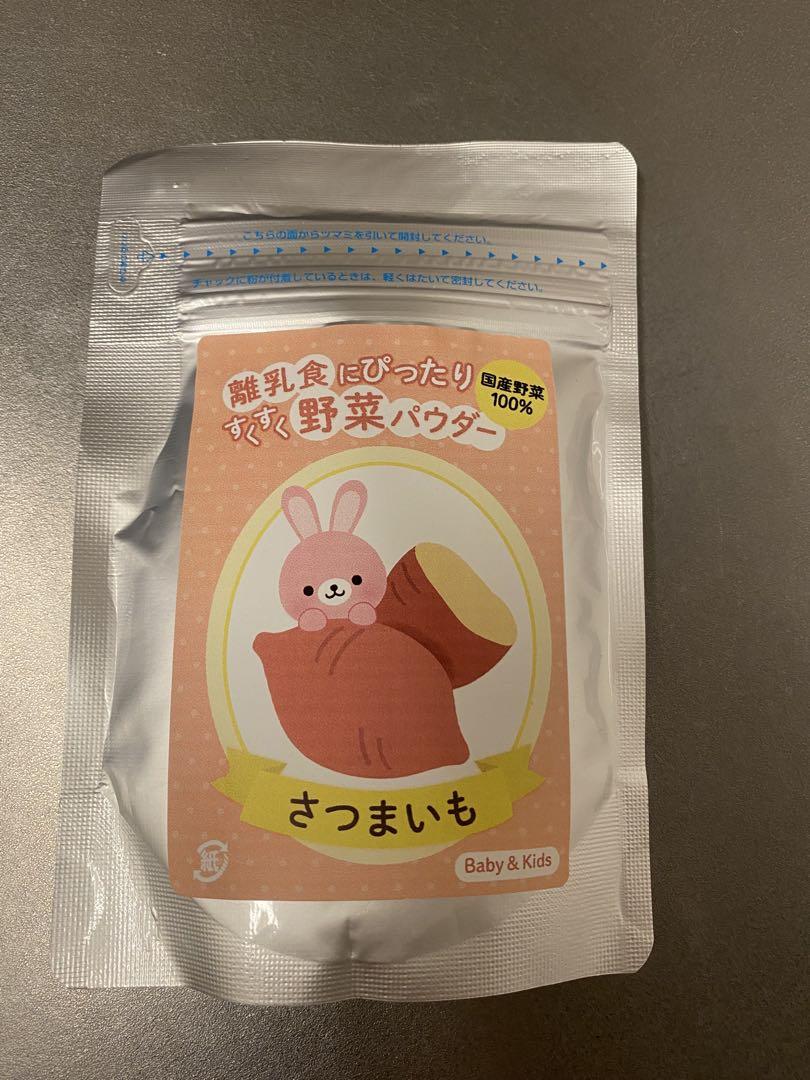 こちらの面からツマミを引いて開封してください。
チャックに粉が付着しているときは、軽くはたいて密封してください。
離乳食にぴったり
すくすく野菜パウダー
国産野菜
100%
さつまいも
紙
Baby & Kids